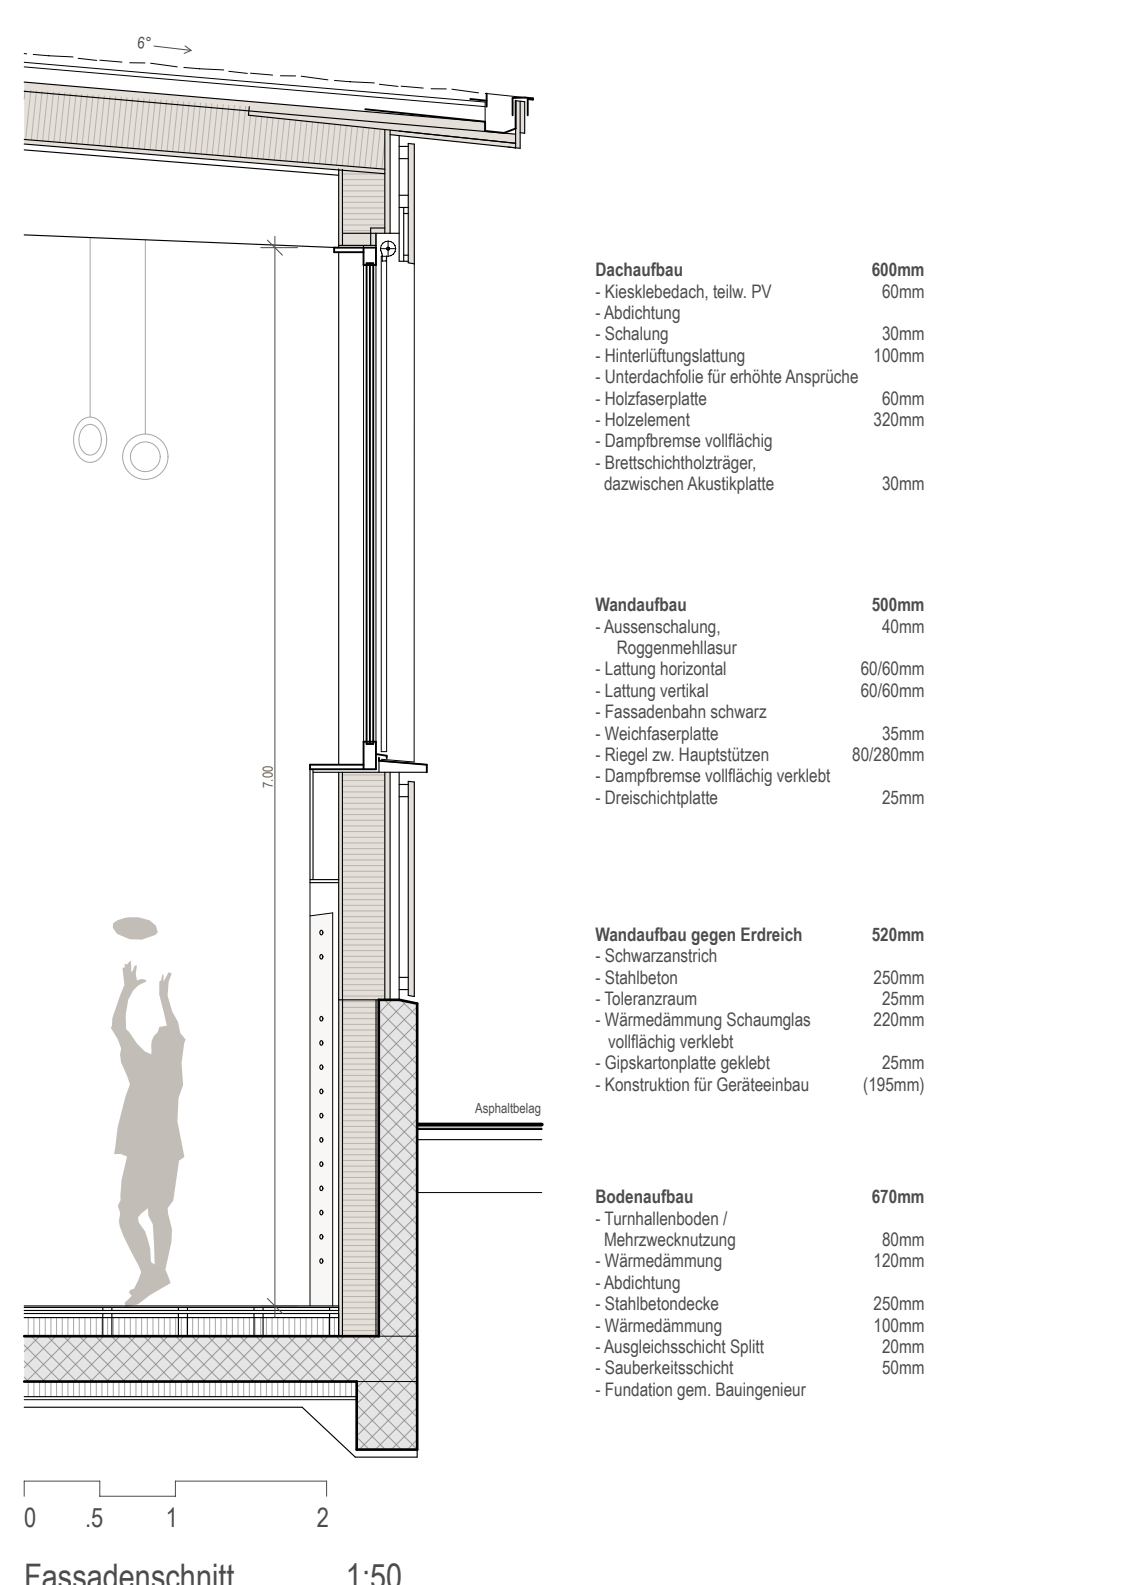 6°
Dachaufbau 600mm
- Kiesklebedach, teilw. PV 60mm
- Abdichtung
- Schalung 30mm
- Hinterlüftungslattung 100mm
- Unterdachfolie für erhöhte Ansprüche
- Holzfaserplatte 60mm
- Holzelement 320mm
- Dampfbremse vollflächig
- Brettschichtholzträger,
dazwischen Akustikplatte 30mm
Wandaufbau 500mm
- Aussenschalung, 40mm
Roggenmehllasur
- Lattung horizontal 60/60mm
- Lattung vertikal 60/60mm
- Fassadenbahn schwarz
- Weichfaserplatte 35mm
- Riegel zw. Hauptstützen 80/280mm
- Dampfbremse vollflächig verklebt
- Dreischichtplatte 25mm
7.00
Wandaufbau gegen Erdreich 520mm
- Schwarzanstrich
- Stahlbeton 250mm
- Toleranzraum 25mm
- Wärmedämmung Schaumglas 220mm
vollflächig verklebt
- Gipskartonplatte geklebt 25mm
- Konstruktion für Geräteeinbau (195mm)
Asphaltbelag
Bodenaufbau 670mm
- Turnhallenboden /
Mehrzwecknutzung 80mm
- Wärmedämmung 120mm
- Abdichtung
- Stahlbetondecke 250mm
- Wärmedämmung 100mm
- Ausgleichsschicht Splitt 20mm
- Sauberkeitsschicht 50mm
- Fundation gem. Bauingenieur
0 .5 1 2
Fassadenschnitt 1:50